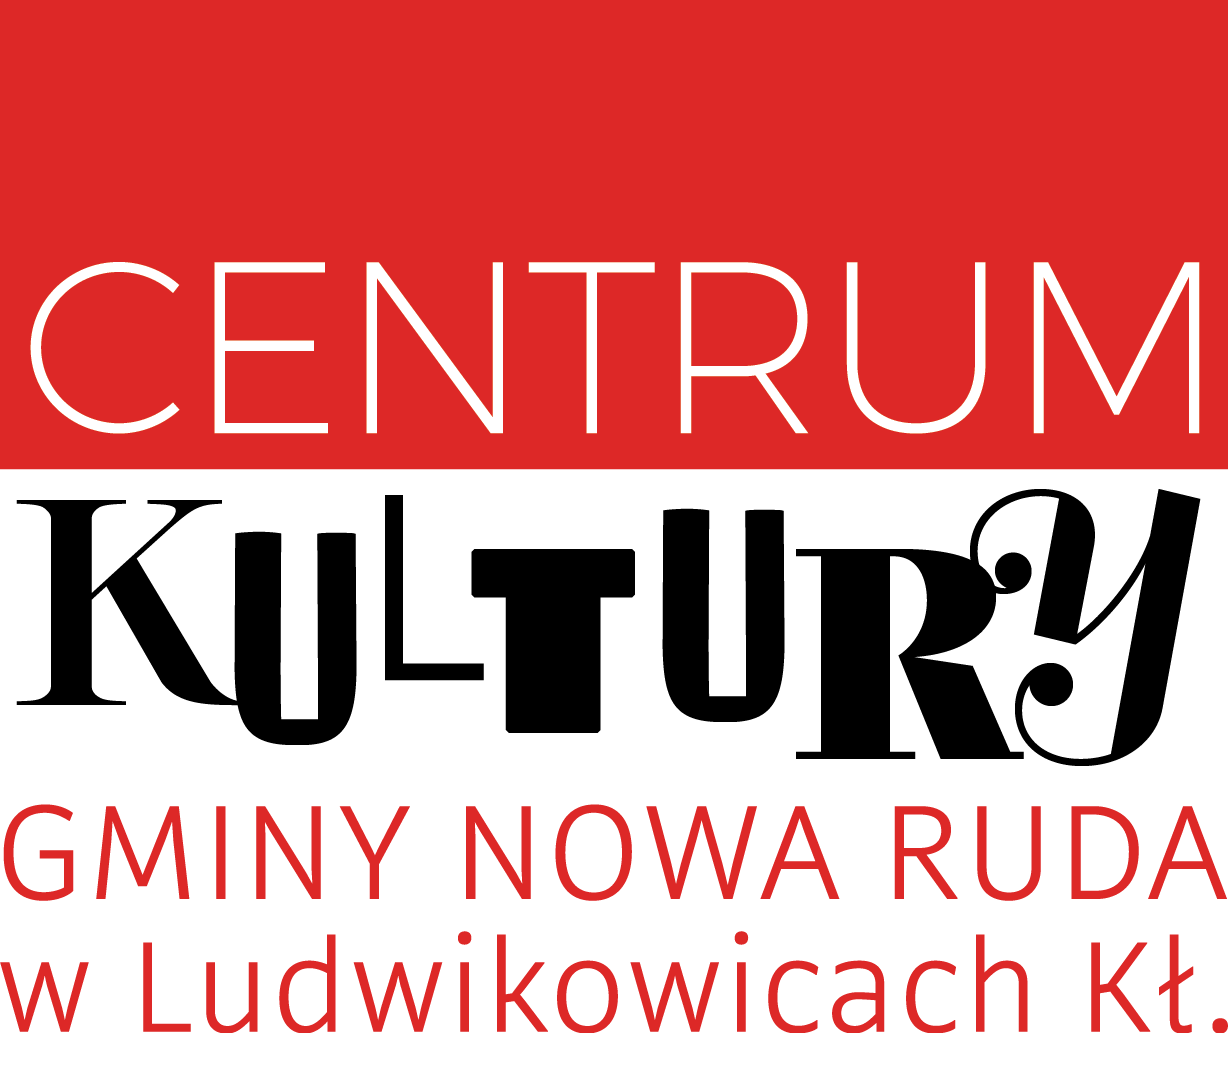 CENTRUM
KULTURY
GMINY NOWA RUDA
w Ludwikowicach Kł.